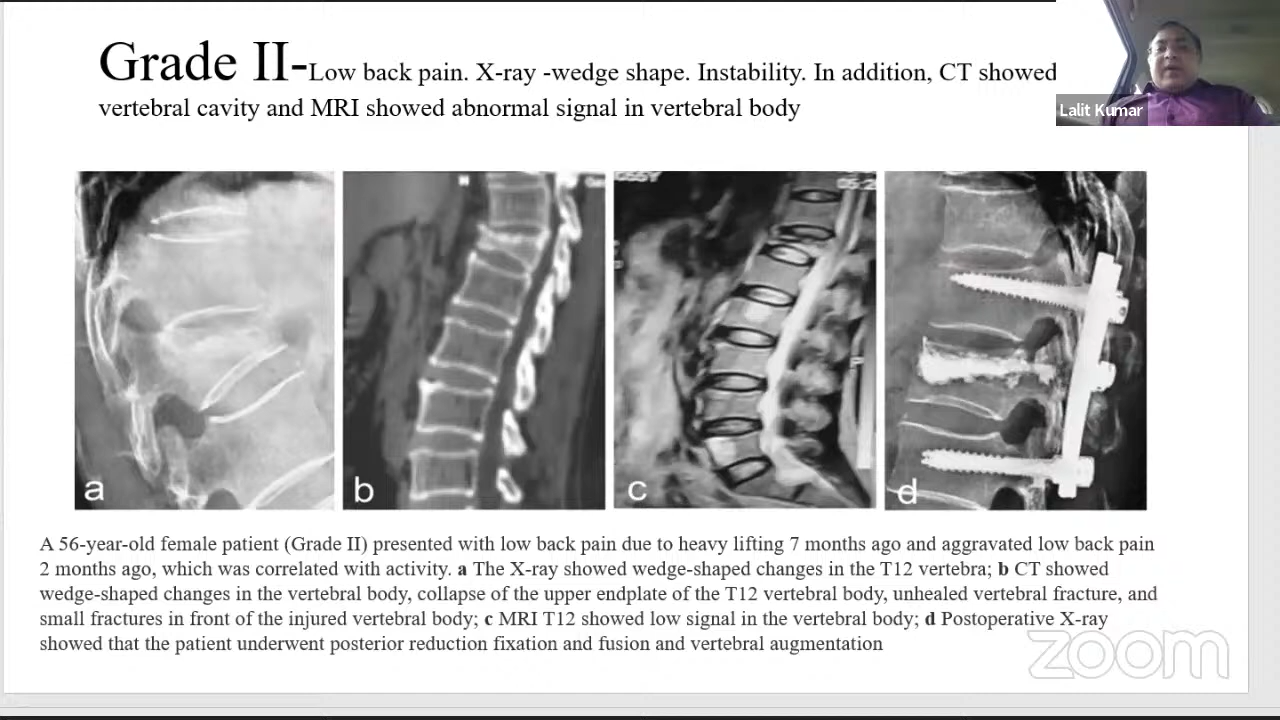 Grade II-Low back pain. X-ray -wedge shape. Instability. In addition, CT showed
vertebral cavity and MRI showed abnormal signal in vertebral body
Lalit Kumar
a
b
c
d
A 56-year-old female patient (Grade II) presented with low back pain due to heavy lifting 7 months ago and aggravated low back pain
2 months ago, which was correlated with activity. a The X-ray showed wedge-shaped changes in the T12 vertebra; b CT showed
wedge-shaped changes in the vertebral body, collapse of the upper endplate of the T12 vertebral body, unhealed vertebral fracture, and
small fractures in front of the injured vertebral body; c MRI T12 showed low signal in the vertebral body; d Postoperative X-ray
showed that the patient underwent posterior reduction fixation and fusion and vertebral augmentation
zoom